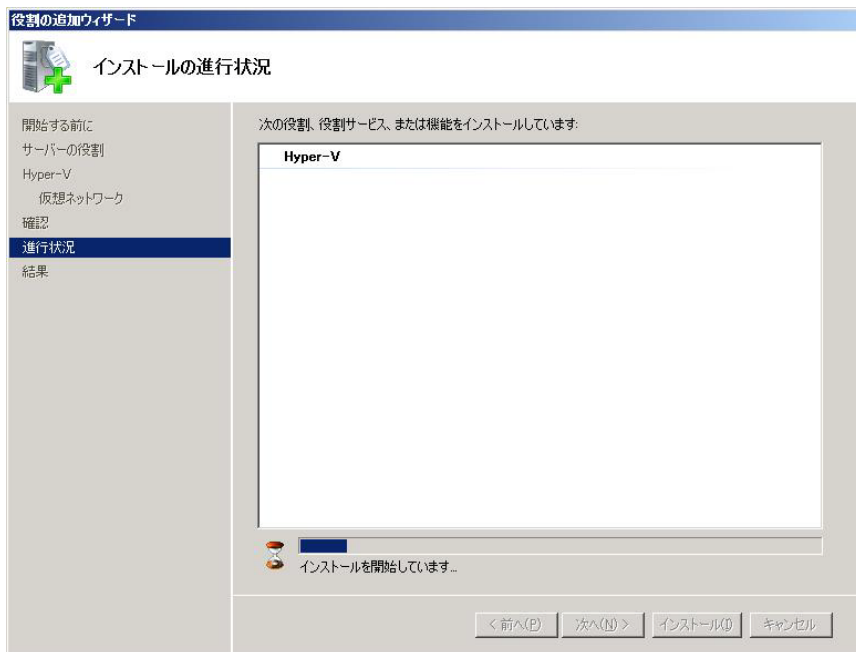 役割の追加ウィザード
インストールの進行状況
開始する前に
サーバーの役割
Hyper-V
仮想ネットワーク
確認
進行状況
結果
次の役割、役割サービス、または機能をインストールしています:
Hyper-V
インストールを開始しています...
< 前へ(P)
次へ(N) >
インストール(I)
キャンセル